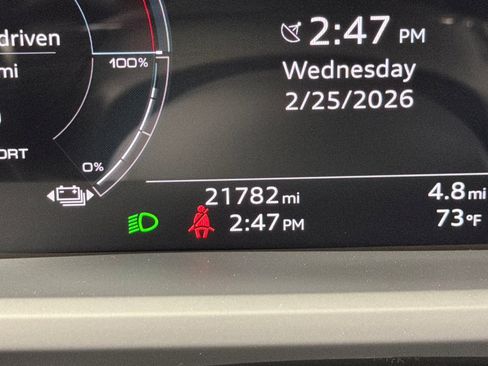 driven
mi
100%
ORT
0%
2:47 PM
Wednesday
2/25/2026
21782 mi
4.8 mi
2:47 PM
73°F